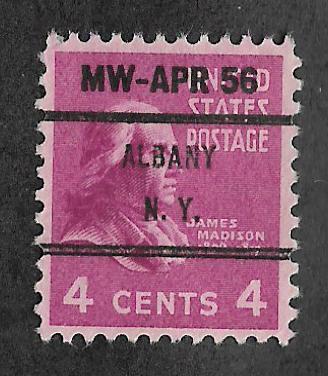 MW-APR 56
UNITED
STATES
POSTAGE
ALBANY
N. Y.
JAMES
MADISON
4 CENTS 4